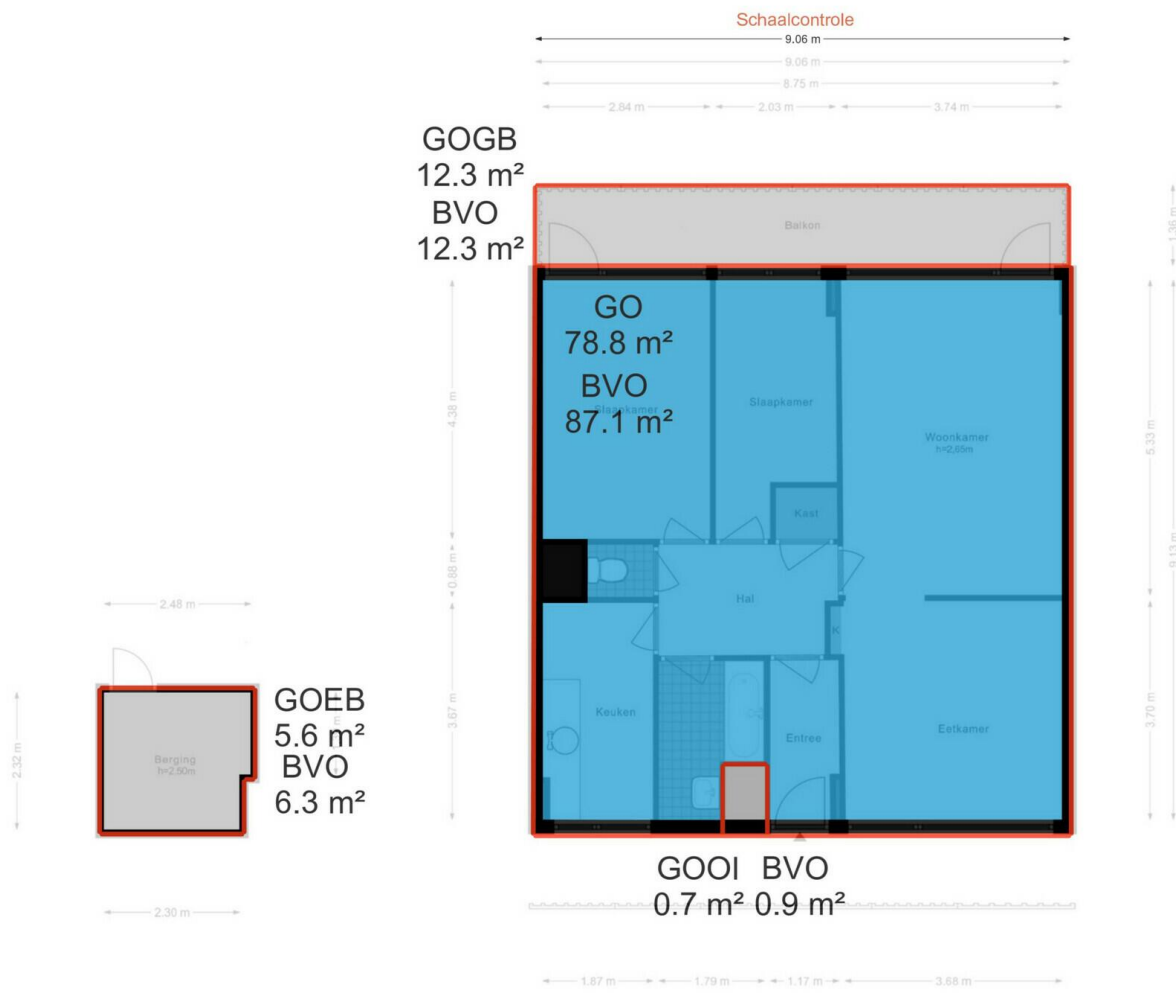 Schaalcontrole
9.06 m
9.06 m
8.75 m
2.84 m
2.03 m
3.74 m
GOGB
12.3 m²
BVO
12.3 m²
Balkon
1.36 m
GO
78.8 m²
BVO
87.1 m²
Slaapkamer
Slaapkamer
Woonkamer
h=2,65m
4.38 m
5.33 m
Kast
9.13 m
0.88 m
Hal
K
2.48 m
GOEB
5.6 m²
BVO
6.3 m²
Berging
h=2.50m
2.32 m
3.67 m
Keuken
Entree
Eetkamer
3.70 m
GOOI BVO
0.7 m² 0.9 m²
2.30 m
1.87 m
1.79 m
1.17 m
3.68 m